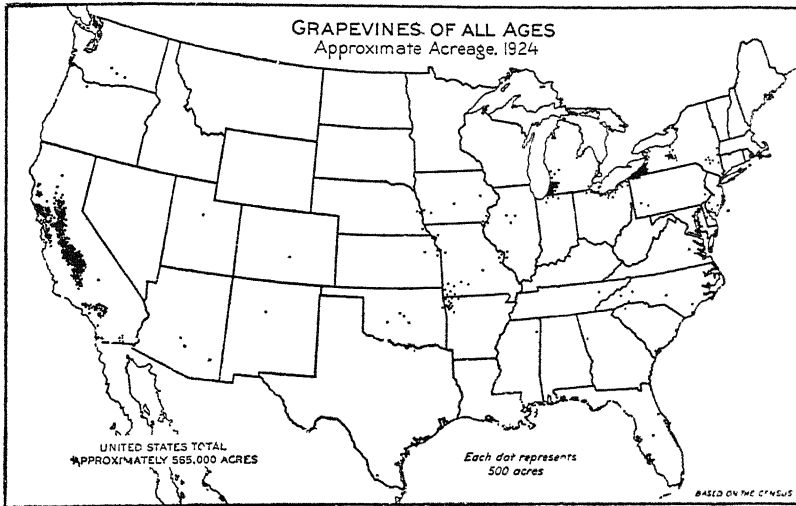 GRAPEVINES OF ALL AGES
Approximate Acreage, 1924
UNITED STATES TOTAL
APPROXIMATELY 565,000 ACRES
Each dot represents
500 acres
BASED ON THE CENSUS